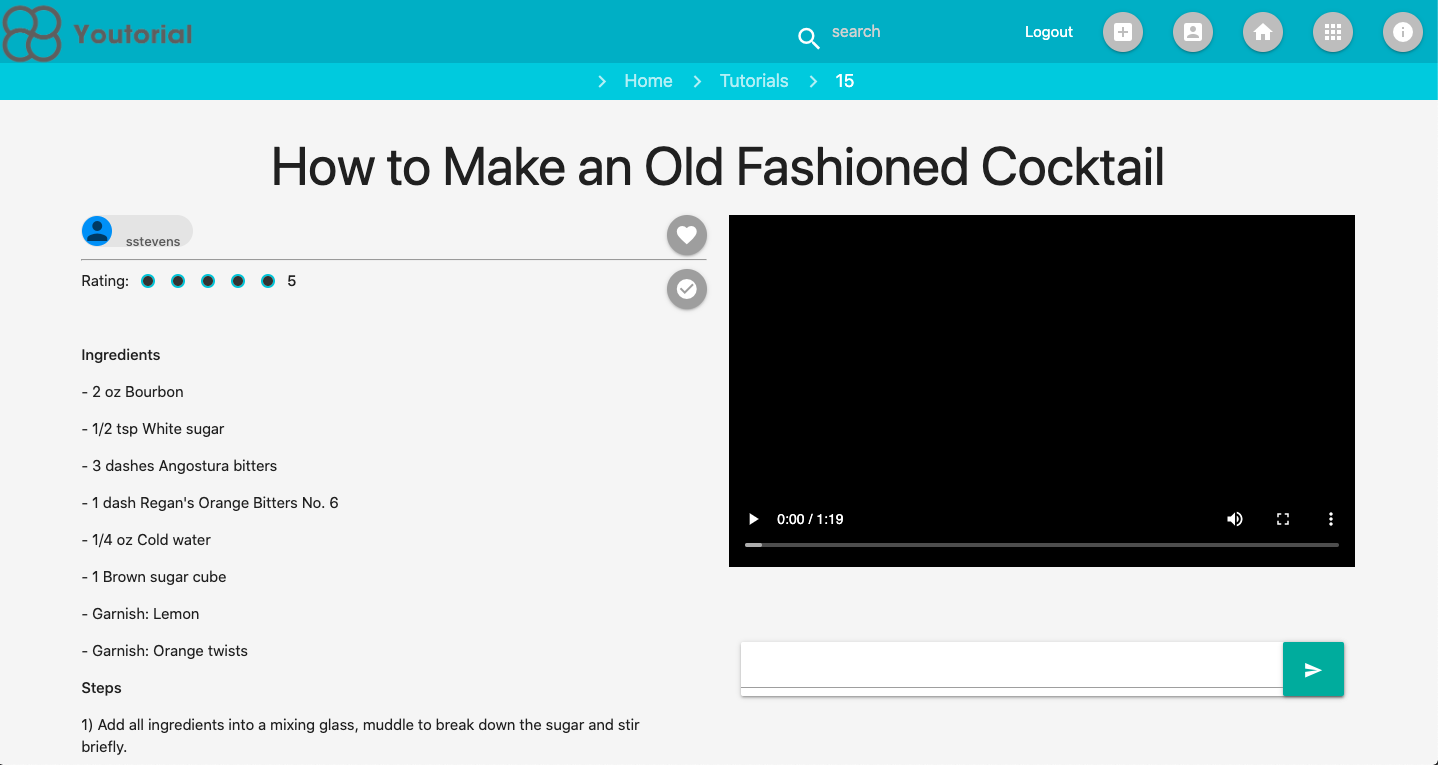 Youtorial
search
Logout
Home
Tutorials
15
How to Make an Old Fashioned Cocktail
sstevens
Rating: 5
Ingredients
- 2 oz Bourbon
- 1/2 tsp White sugar
- 3 dashes Angostura bitters
- 1 dash Regan's Orange Bitters No. 6
- 1/4 oz Cold water
- 1 Brown sugar cube
- Garnish: Lemon
- Garnish: Orange twists
Steps
1) Add all ingredients into a mixing glass, muddle to break down the sugar and stir
briefly.
0:00 / 1:19